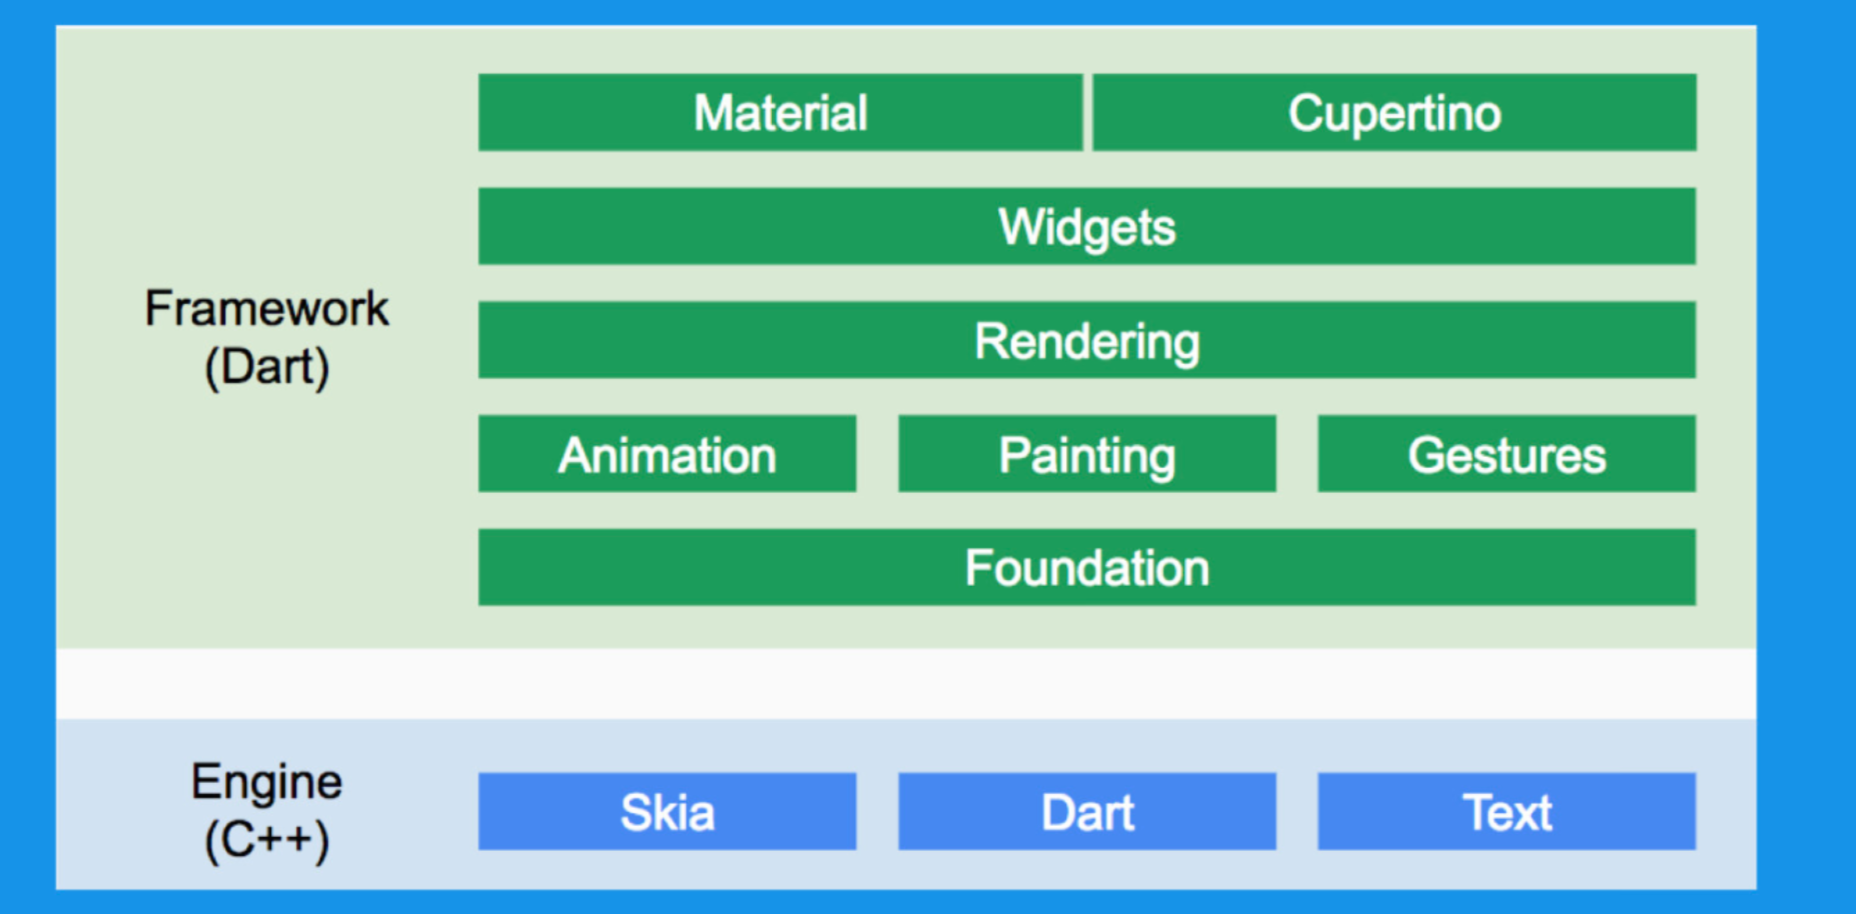 Material
Cupertino
Widgets
Framework
(Dart)
Rendering
Animation
Painting
Gestures
Foundation
Engine
(C++)
Skia
Dart
Text